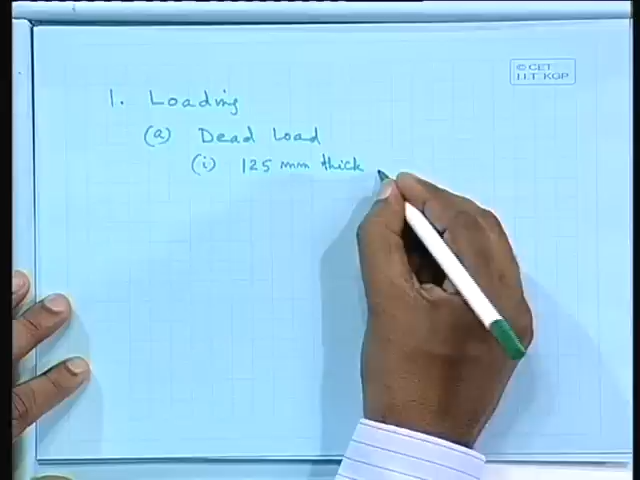 © CET
I.I.T. KGP
1. Loading
(a) Dead Load
(i) 125 mm thick